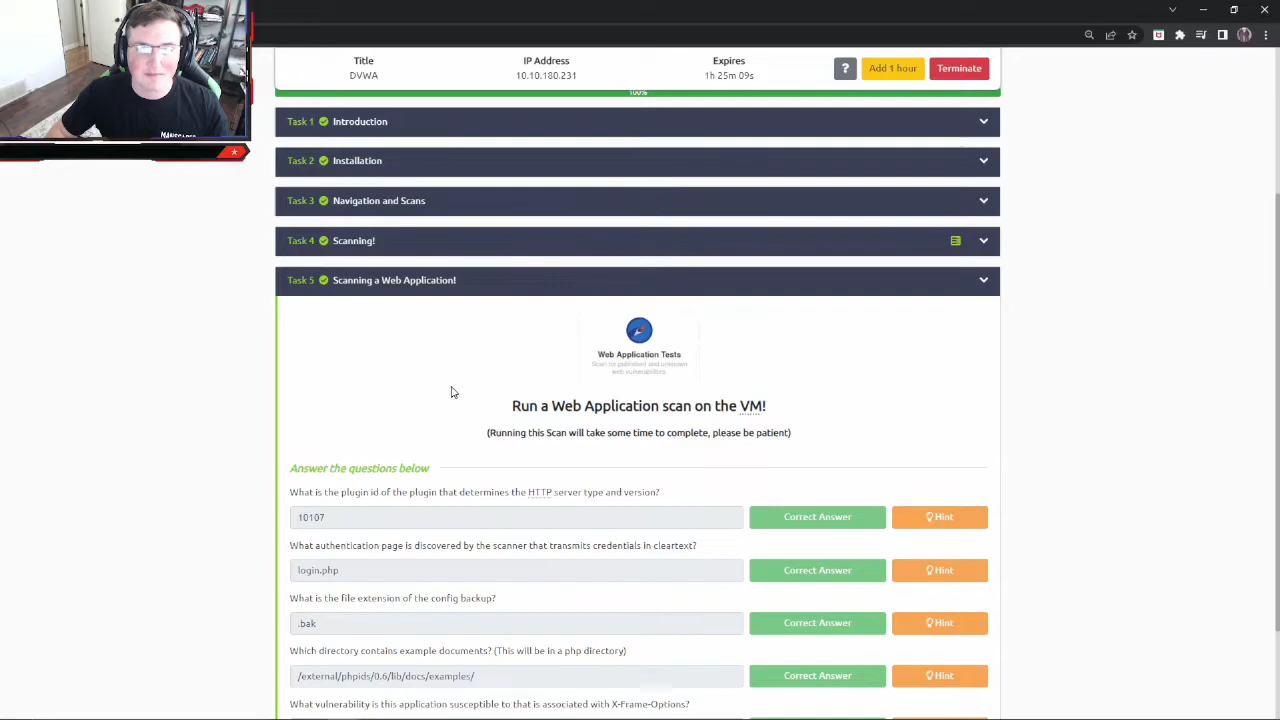 Title
IP Address
Expires
DVWA
10.10.180.231
1h 25m 09s
?
Add 1 hour
Terminate
100%
Task 1 Introduction
Task 2 Installation
Task 3 Navigation and Scans
Task 4 Scanning!
Task 5 Scanning a Web Application!
Web Application Tests
Scan for published and unknown
web vulnerabilities.
Run a Web Application scan on the VM!
(Running this Scan will take some time to complete, please be patient)
Answer the questions below
What is the plugin id of the plugin that determines the HTTP server type and version?
10107
Correct Answer
Hint
What authentication page is discovered by the scanner that transmits credentials in cleartext?
login.php
Correct Answer
Hint
What is the file extension of the config backup?
.bak
Correct Answer
Hint
Which directory contains example documents? (This will be in a php directory)
/external/phpids/0.6/lib/docs/examples/
Correct Answer
Hint
What vulnerability is this application susceptible to that is associated with X-Frame-Options?